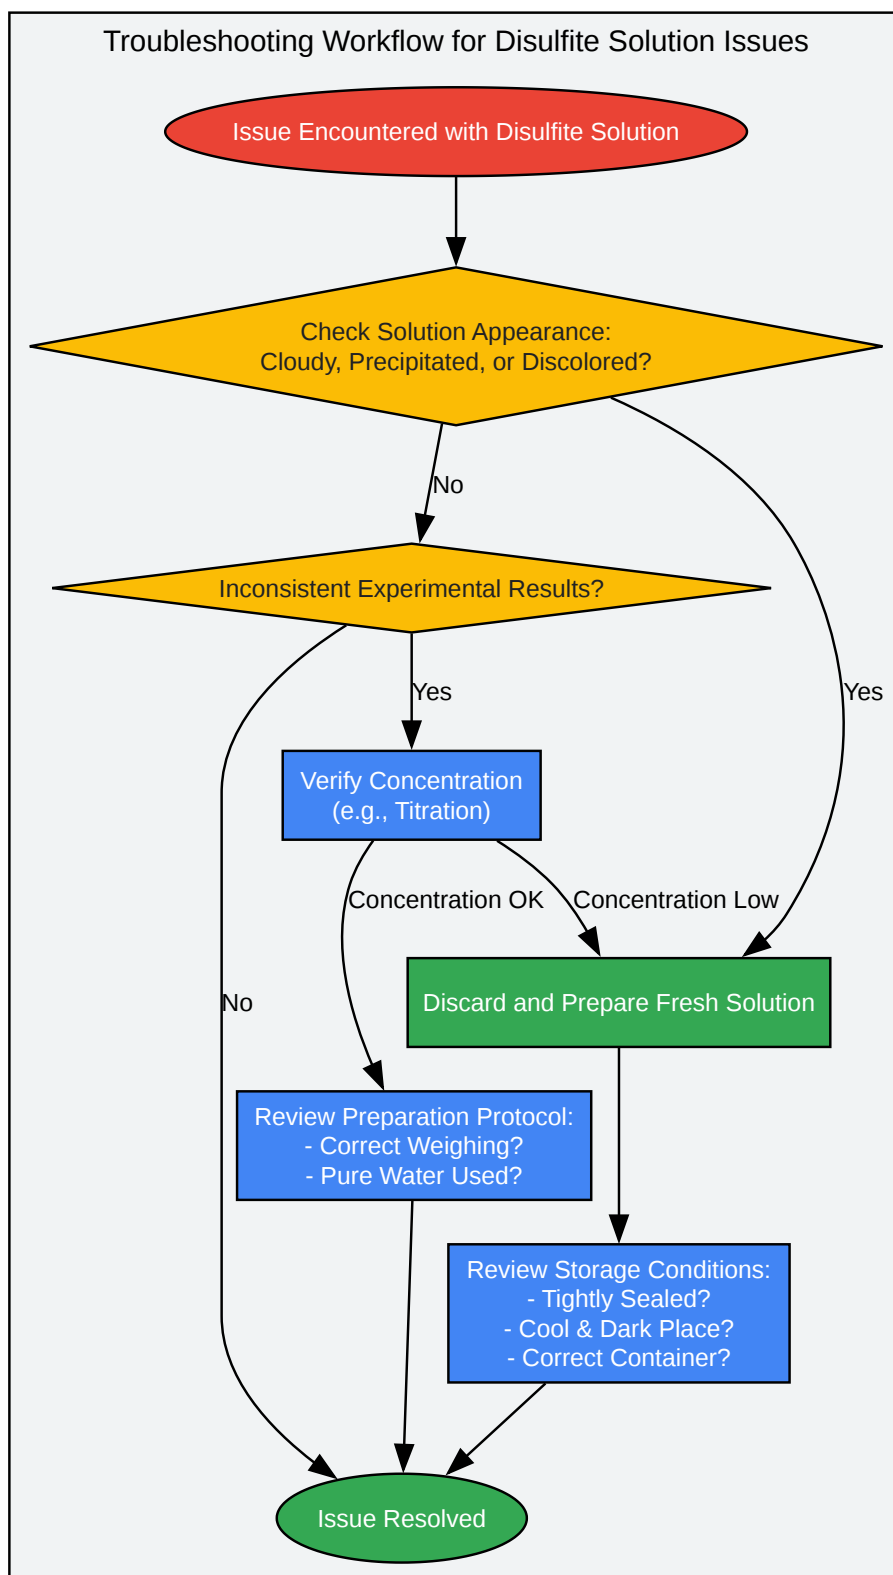 Troubleshooting Workflow for Disulfite Solution Issues
Issue Encountered with Disulfite Solution
Check Solution Appearance:
Cloudy, Precipitated, or Discolored?
No
Inconsistent Experimental Results?
Yes
Yes
Verify Concentration
(e.g., Titration)
Concentration OK
Concentration Low
No
Discard and Prepare Fresh Solution
Review Preparation Protocol:
- Correct Weighing?
- Pure Water Used?
Review Storage Conditions:
- Tightly Sealed?
- Cool & Dark Place?
- Correct Container?
Issue Resolved